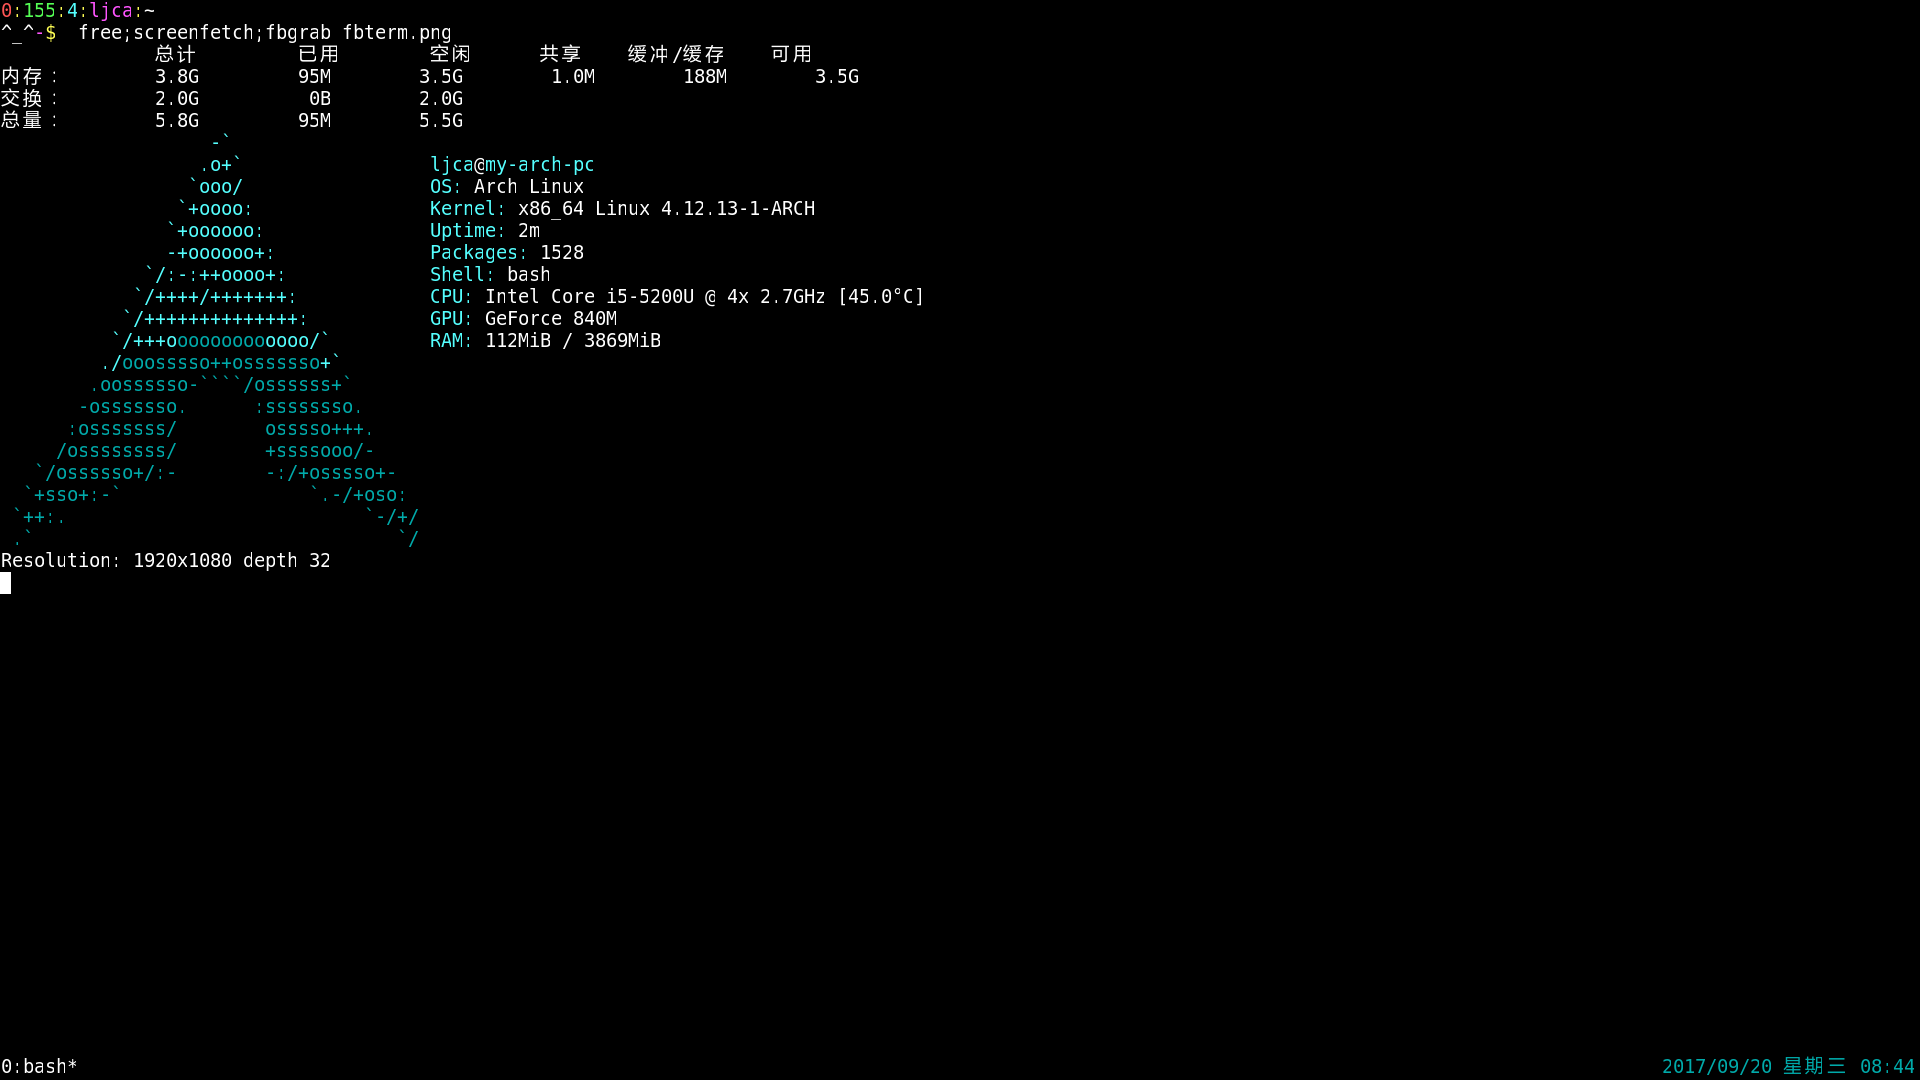 0:155:4:ljca:~
^_^-$  free;screenfetch;fbgrab fbterm.png
              总计         已用        空闲      共享    缓冲/缓存    可用
内存：         3.8G         95M        3.5G        1.0M        188M        3.5G
交换：         2.0G          0B        2.0G
总量：         5.8G         95M        5.5G
                   -`
                  .o+`                 ljca@my-arch-pc
                 `ooo/                 OS: Arch Linux
                `+oooo:                Kernel: x86_64 Linux 4.12.13-1-ARCH
               `+oooooo:               Uptime: 2m
               -+oooooo+:              Packages: 1528
             `/:-:++oooo+:             Shell: bash
            `/++++/+++++++:            CPU: Intel Core i5-5200U @ 4x 2.7GHz [45.0°C]
           `/++++++++++++++:           GPU: GeForce 840M
          `/+++ooooooooooooo/`         RAM: 112MiB / 3869MiB
         ./ooosssso++osssssso+`
        .oossssso-````/ossssss+`
       -osssssso.      :ssssssso.
      :osssssss/        osssso+++.
     /ossssssss/        +ssssooo/-
   `/ossssso+/:-        -:/+osssso+-
  `+sso+:-`                 `.-/+oso:
 `++:.                           `-/+/
 .`                                 `/
Resolution: 1920x1080 depth 32
0:bash*
2017/09/20 星期三 08:44